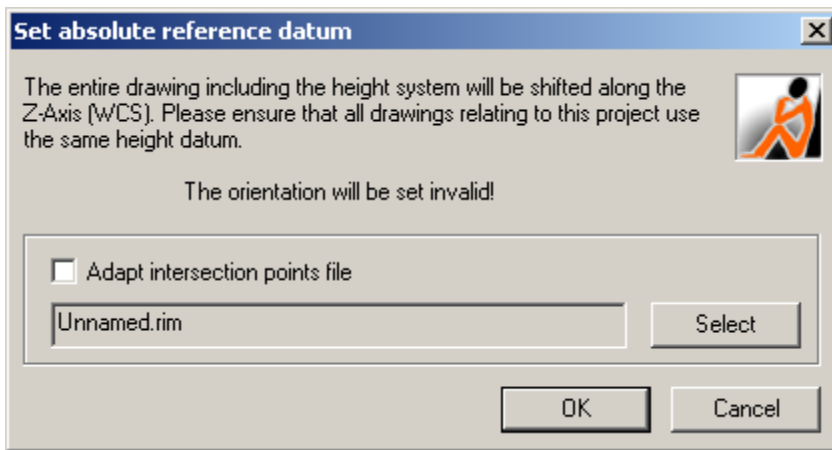 Set absolute reference datum
The entire drawing including the height system will be shifted along the
Z-Axis (WCS). Please ensure that all drawings relating to this project use
the same height datum.
The orientation will be set invalid!
Adapt intersection points file
Unnamed.rim
Select
OK
Cancel